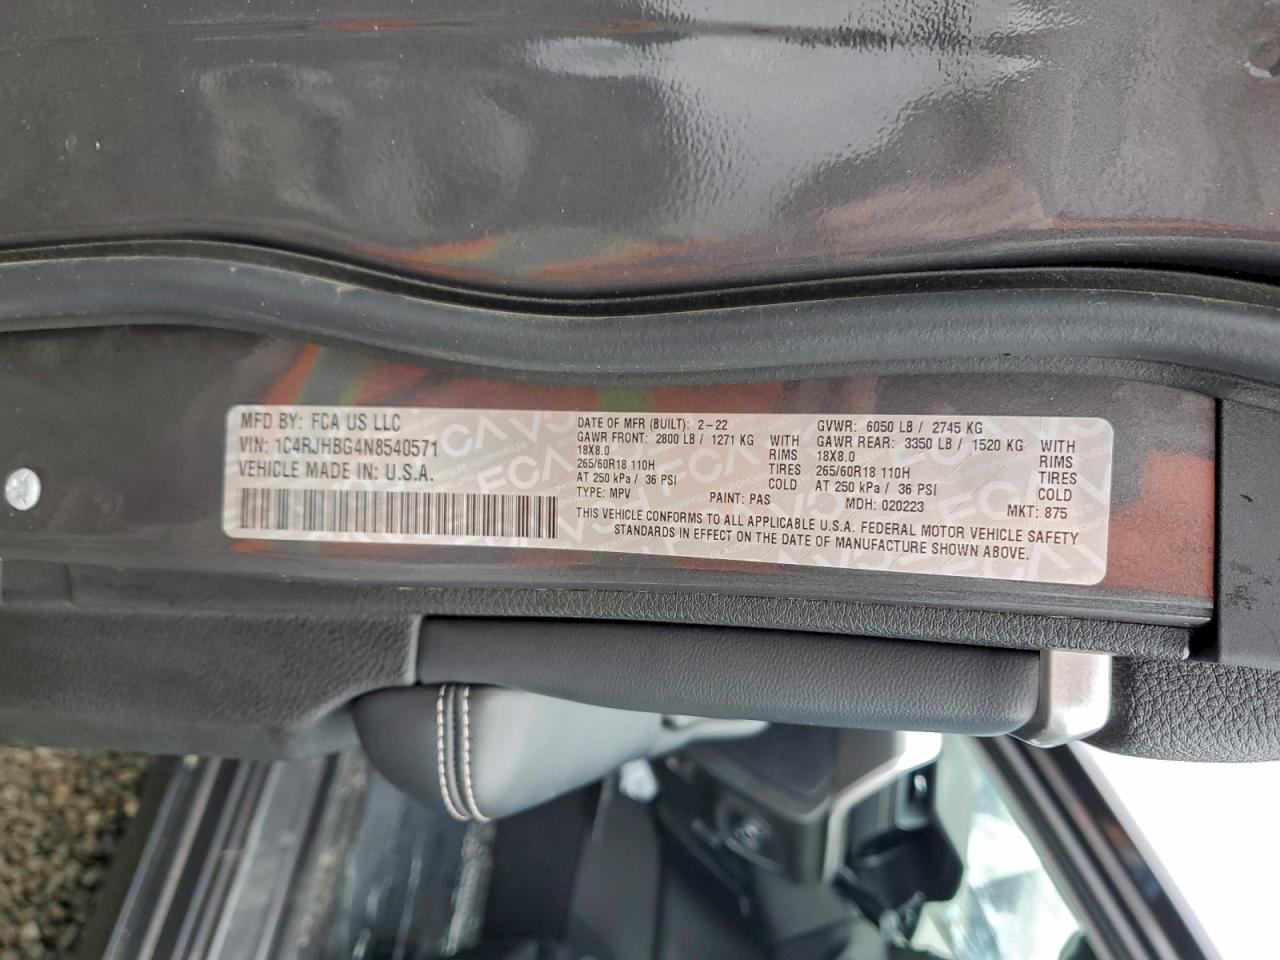 MFD BY: FCA US LLC
VIN: 1C4RJHBG4N8540571
VEHICLE MADE IN: U.S.A.
DATE OF MFR (BUILT): 2-22
GAWR FRONT: 2800 LB / 1271 KG WITH
18X8.0 RIMS
265/60R18 110H TIRES
AT 250 kPa / 36 PSI COLD
TYPE: MPV PAINT: PAS
GVWR: 6050 LB / 2745 KG
GAWR REAR: 3350 LB / 1520 KG WITH
18X8.0 RIMS
265/60R18 110H TIRES
AT 250 kPa / 36 PSI COLD
MDH: 020223 MKT: 875
THIS VEHICLE CONFORMS TO ALL APPLICABLE U.S.A. FEDERAL MOTOR VEHICLE SAFETY
STANDARDS IN EFFECT ON THE DATE OF MANUFACTURE SHOWN ABOVE.